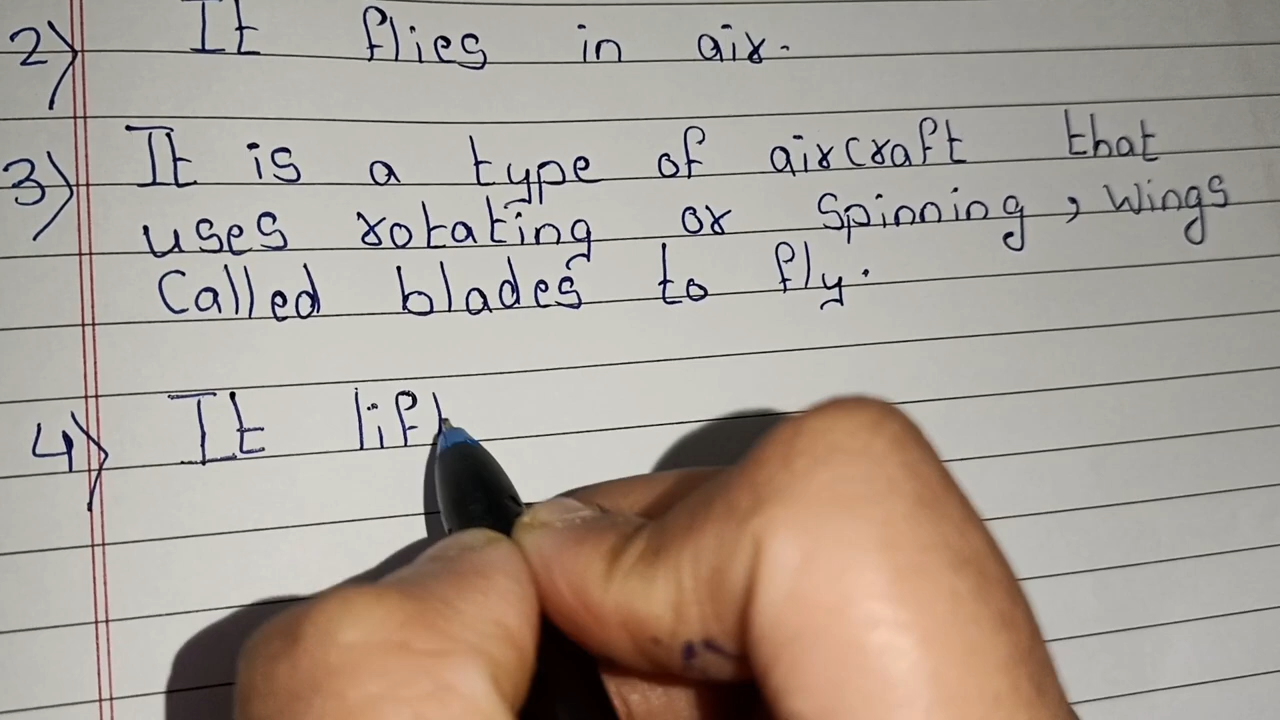 2) It flies in air.
3) It is a type of aircraft that
uses rotating or spinning, wings
Called blades to fly.
4) It lift